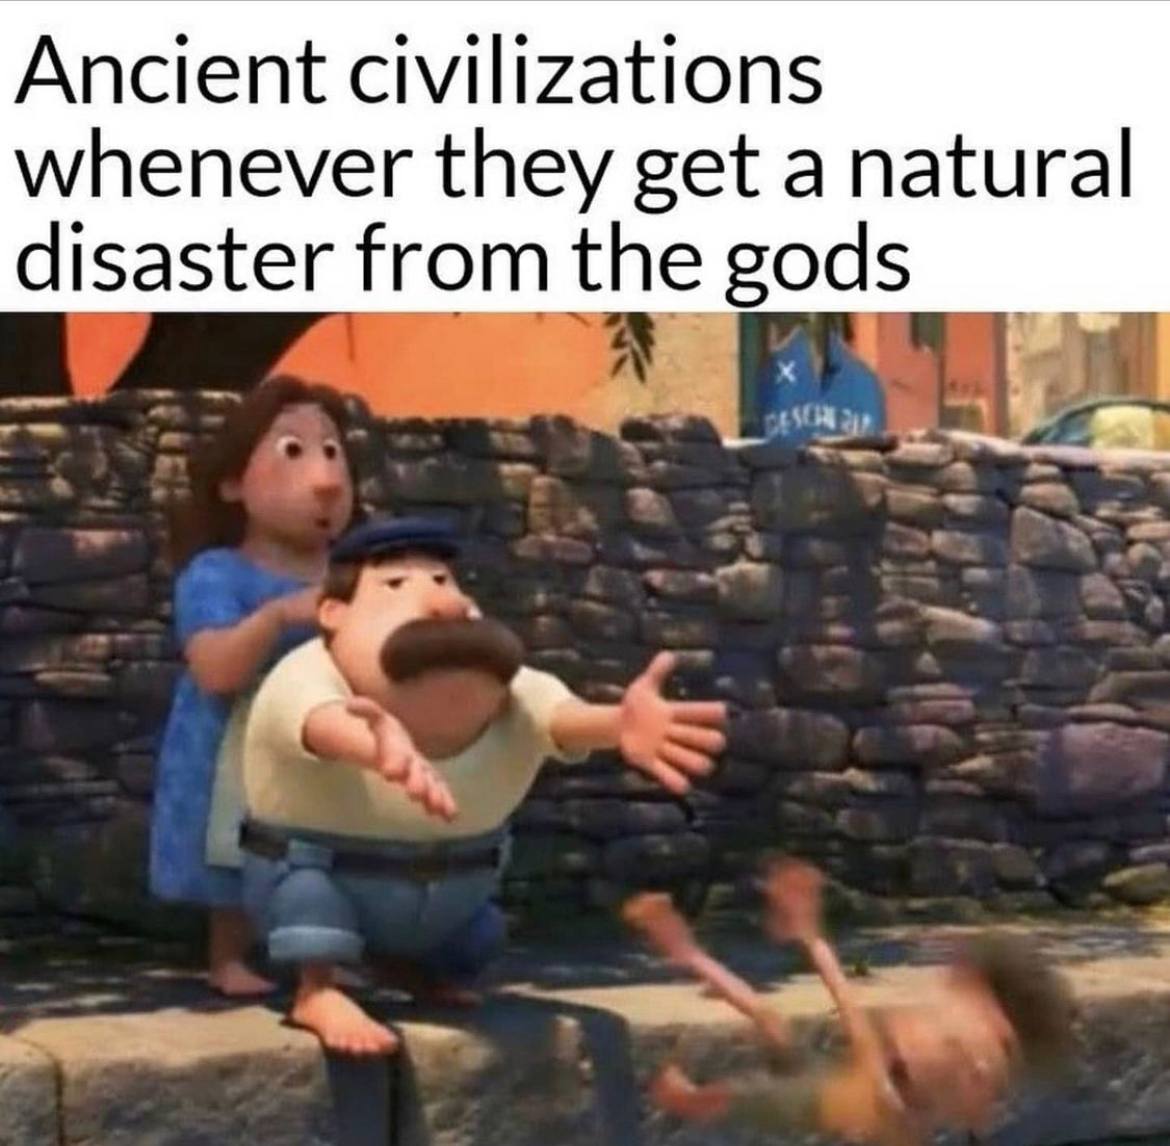 Ancient civilizations
whenever they get a natural
disaster from the gods